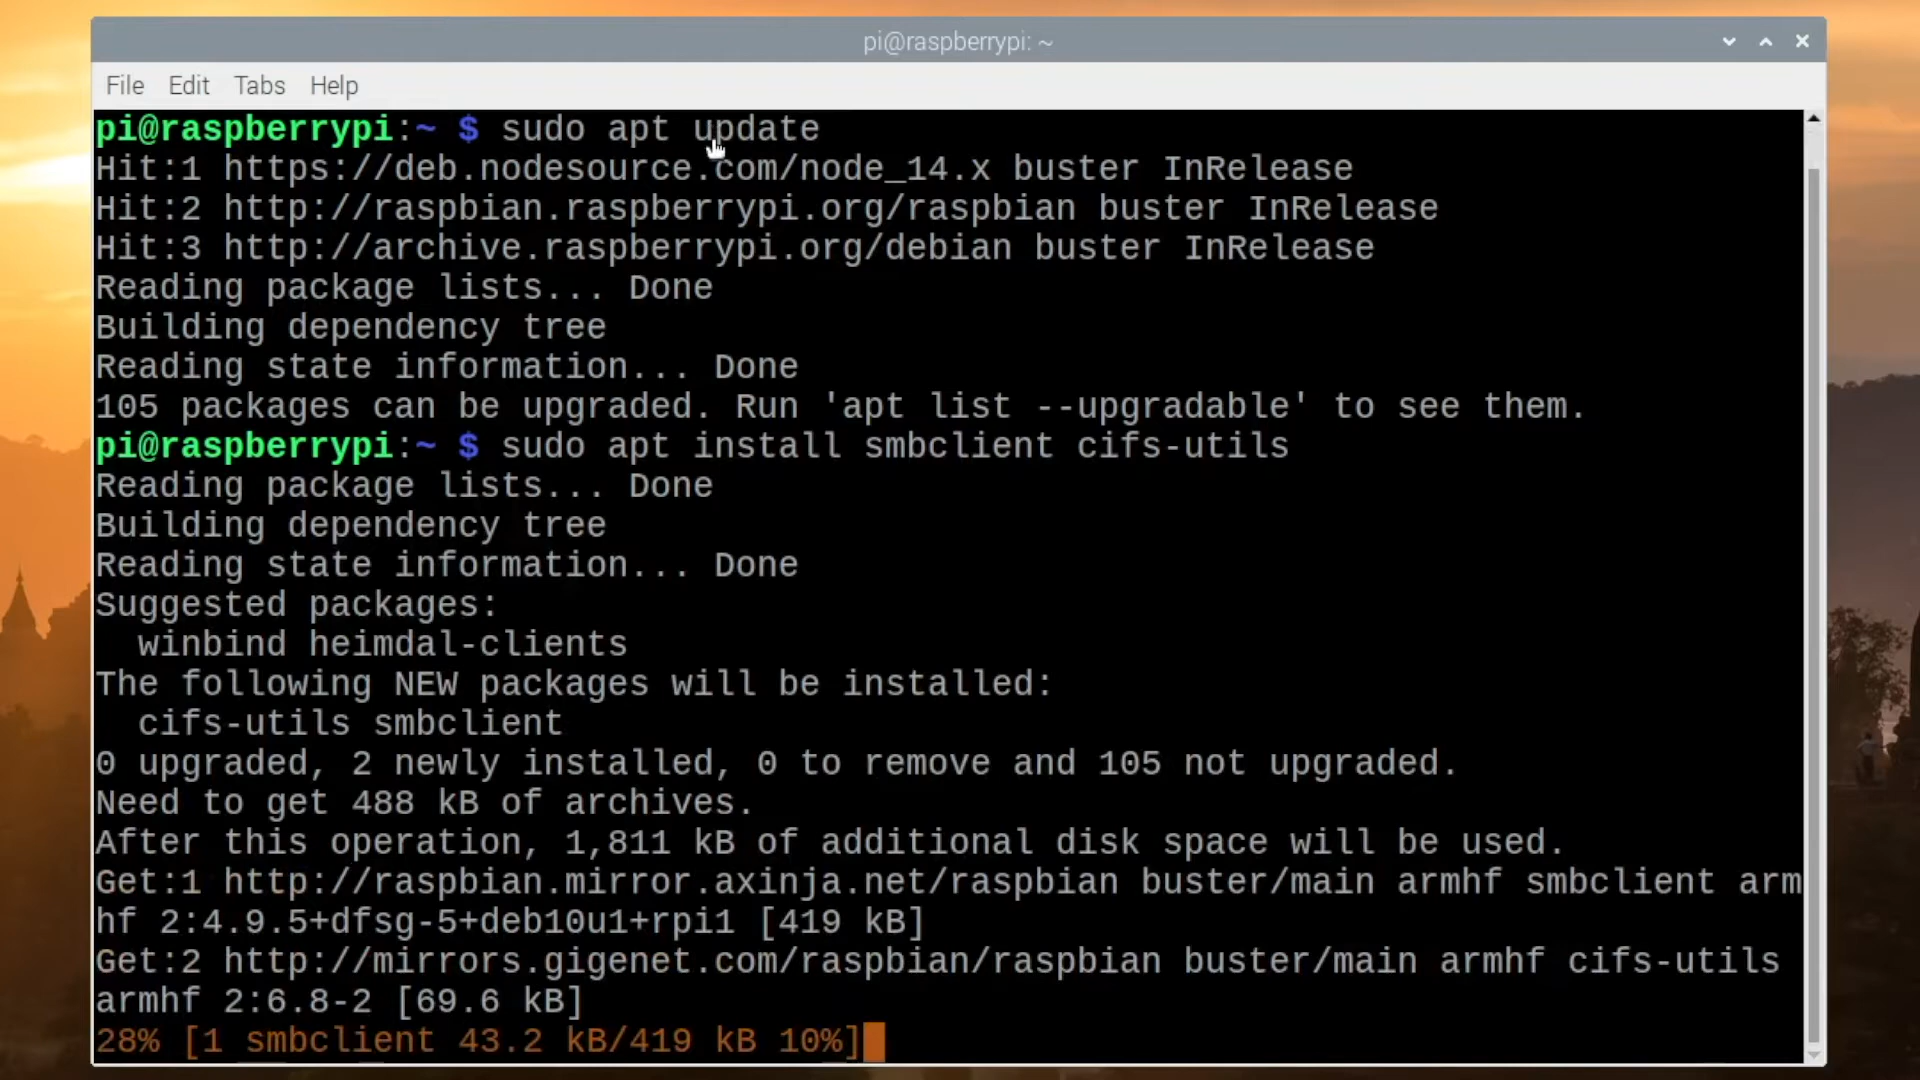 pi@raspberrypi: ~
File Edit Tabs Help
pi@raspberrypi:~ $ sudo apt update
Hit:1 https://deb.nodesource.com/node_14.x buster InRelease
Hit:2 http://raspbian.raspberrypi.org/raspbian buster InRelease
Hit:3 http://archive.raspberrypi.org/debian buster InRelease
Reading package lists... Done
Building dependency tree
Reading state information... Done
105 packages can be upgraded. Run 'apt list --upgradable' to see them.
pi@raspberrypi:~ $ sudo apt install smbclient cifs-utils
Reading package lists... Done
Building dependency tree
Reading state information... Done
Suggested packages:
  winbind heimdal-clients
The following NEW packages will be installed:
  cifs-utils smbclient
0 upgraded, 2 newly installed, 0 to remove and 105 not upgraded.
Need to get 488 kB of archives.
After this operation, 1,811 kB of additional disk space will be used.
Get:1 http://raspbian.mirror.axinja.net/raspbian buster/main armhf smbclient arm
hf 2:4.9.5+dfsg-5+deb10u1+rpi1 [419 kB]
Get:2 http://mirrors.gigenet.com/raspbian/raspbian buster/main armhf cifs-utils
armhf 2:6.8-2 [69.6 kB]
28% [1 smbclient 43.2 kB/419 kB 10%]